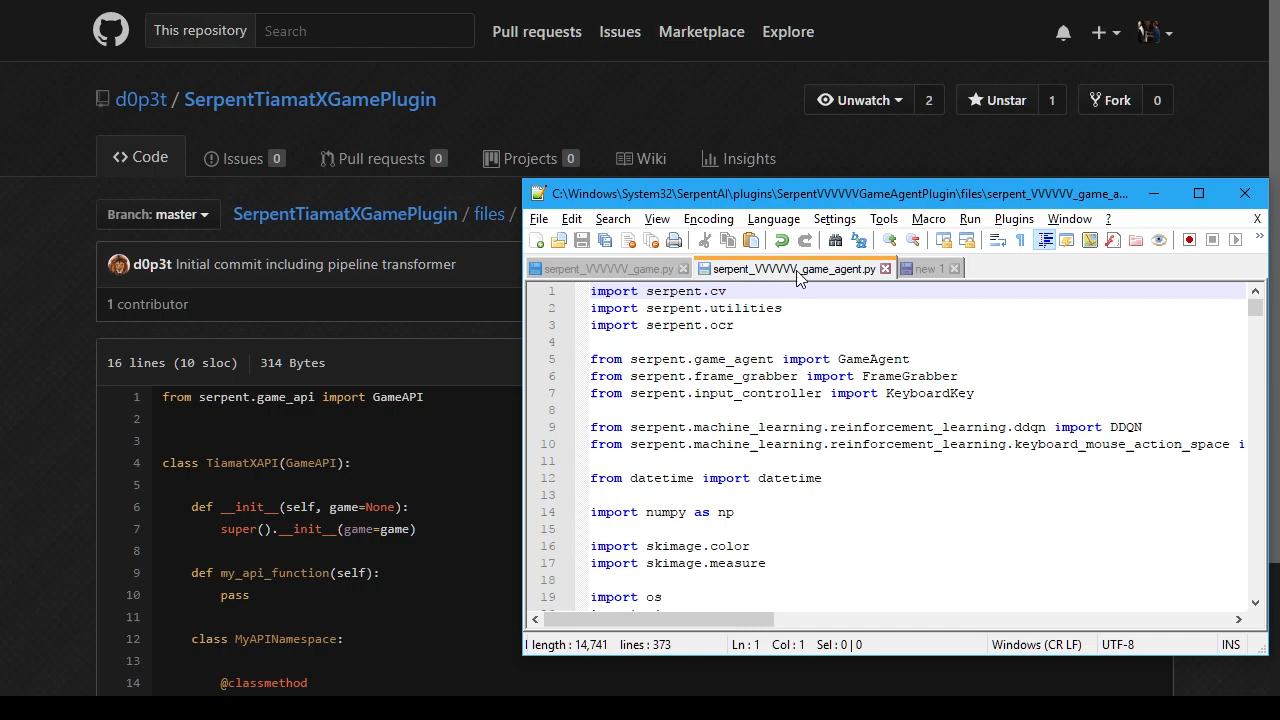 This repository Search Pull requests Issues Marketplace Explore
d0p3t / SerpentTiamatXGamePlugin
Unwatch 2 Unstar 1 Fork 0
Code Issues 0 Pull requests 0 Projects 0 Wiki Insights
Branch: master SerpentTiamatXGamePlugin / files /
d0p3t Initial commit including pipeline transformer
1 contributor
16 lines (10 sloc) 314 Bytes
1 from serpent.game_api import GameAPI
2
3
4 class TiamatXAPI(GameAPI):
5
6 def __init__(self, game=None):
7 super().__init__(game=game)
8
9 def my_api_function(self):
10 pass
11
12 class MyAPINamespace:
13
14 @classmethod
C:\Windows\System32\SerpentAI\plugins\SerpentVVVVVVGameAgentPlugin\files\serpent_VVVVVV_game_a...
File Edit Search View Encoding Language Settings Tools Macro Run Plugins Window ? X
serpent_VVVVVV_game.py serpent_VVVVVV_game_agent.py new 1
1 import serpent.cv
2 import serpent.utilities
3 import serpent.ocr
4
5 from serpent.game_agent import GameAgent
6 from serpent.frame_grabber import FrameGrabber
7 from serpent.input_controller import KeyboardKey
8
9 from serpent.machine_learning.reinforcement_learning.ddqn import DDQN
10 from serpent.machine_learning.reinforcement_learning.keyboard_mouse_action_space i
11
12 from datetime import datetime
13
14 import numpy as np
15
16 import skimage.color
17 import skimage.measure
18
19 import os
length : 14,741 lines : 373 Ln : 1 Col : 1 Sel : 0 | 0 Windows (CR LF) UTF-8 INS